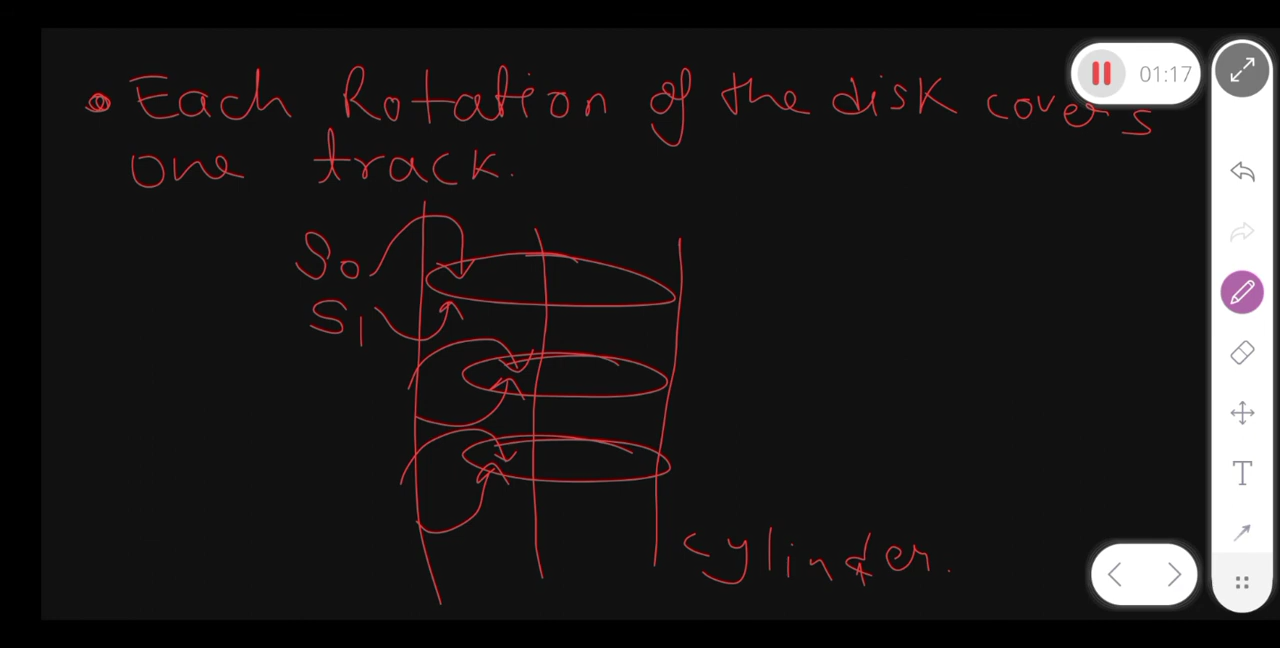 Each Rotation of the disk covers
one track.
S0
S1
cylinder.
01:17
T